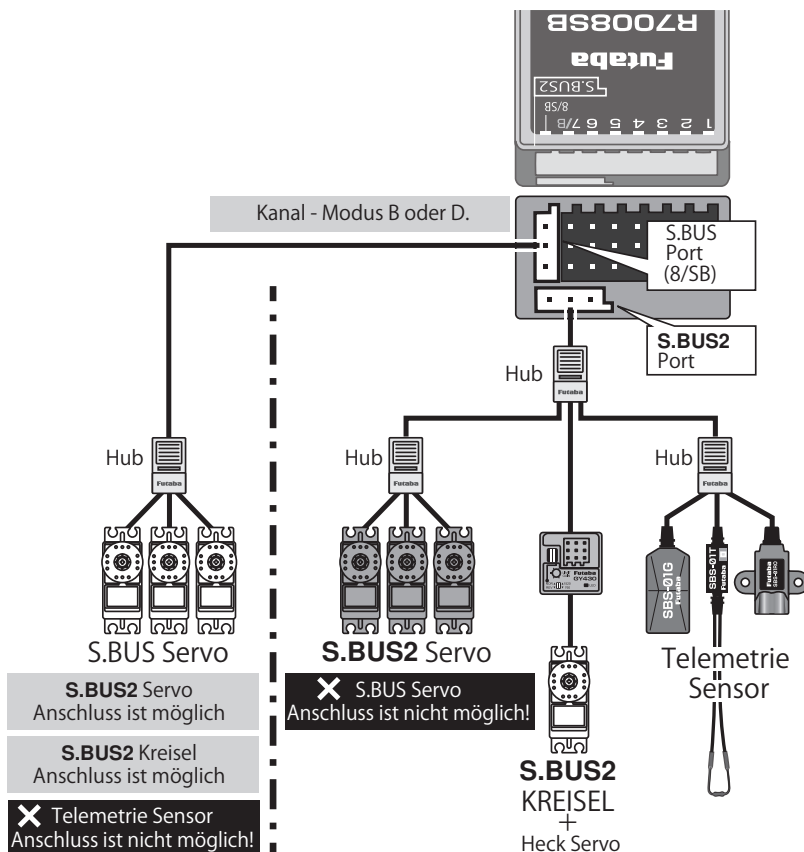 R7008SB
Futaba
S.BUS2
8/SB
7/B 6 5 4 3 2 1
Kanal - Modus B oder D.
S.BUS
Port
(8/SB)
S.BUS2
Port
Hub
Futaba
Hub
Futaba
Hub
Futaba
Hub
Futaba
Futaba
GY430
SBS-01G
Futaba
SBS-01T
Futaba
Futaba
SBS-01RO
S.BUS Servo
S.BUS2 Servo
Telemetrie
Sensor
S.BUS2 Servo
Anschluss ist möglich
S.BUS2 Kreisel
Anschluss ist möglich
X Telemetrie Sensor
Anschluss ist nicht möglich!
X S.BUS Servo
Anschluss ist nicht möglich!
S.BUS2
KREISEL
+
Heck Servo